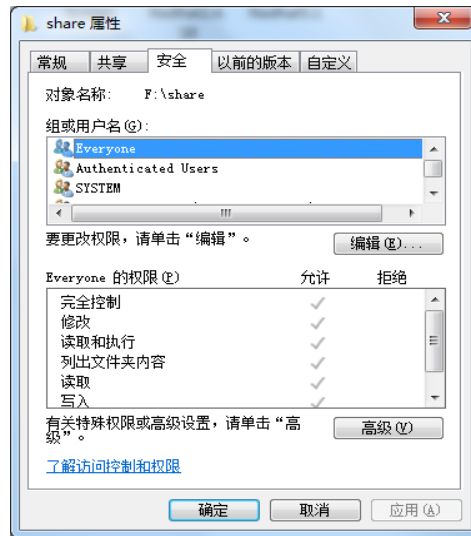 share 属性
常规 共享 安全 以前的版本 自定义
对象名称: F:\share
组或用户名(G):
Everyone
Authenticated Users
SYSTEM
要更改权限，请单击“编辑”。
编辑(E)...
Everyone 的权限(P) 允许 拒绝
完全控制
修改
读取和执行
列出文件夹内容
读取
写入
有关特殊权限或高级设置，请单击“高
级”。
高级(V)
了解访问控制和权限
确定 取消 应用(A)